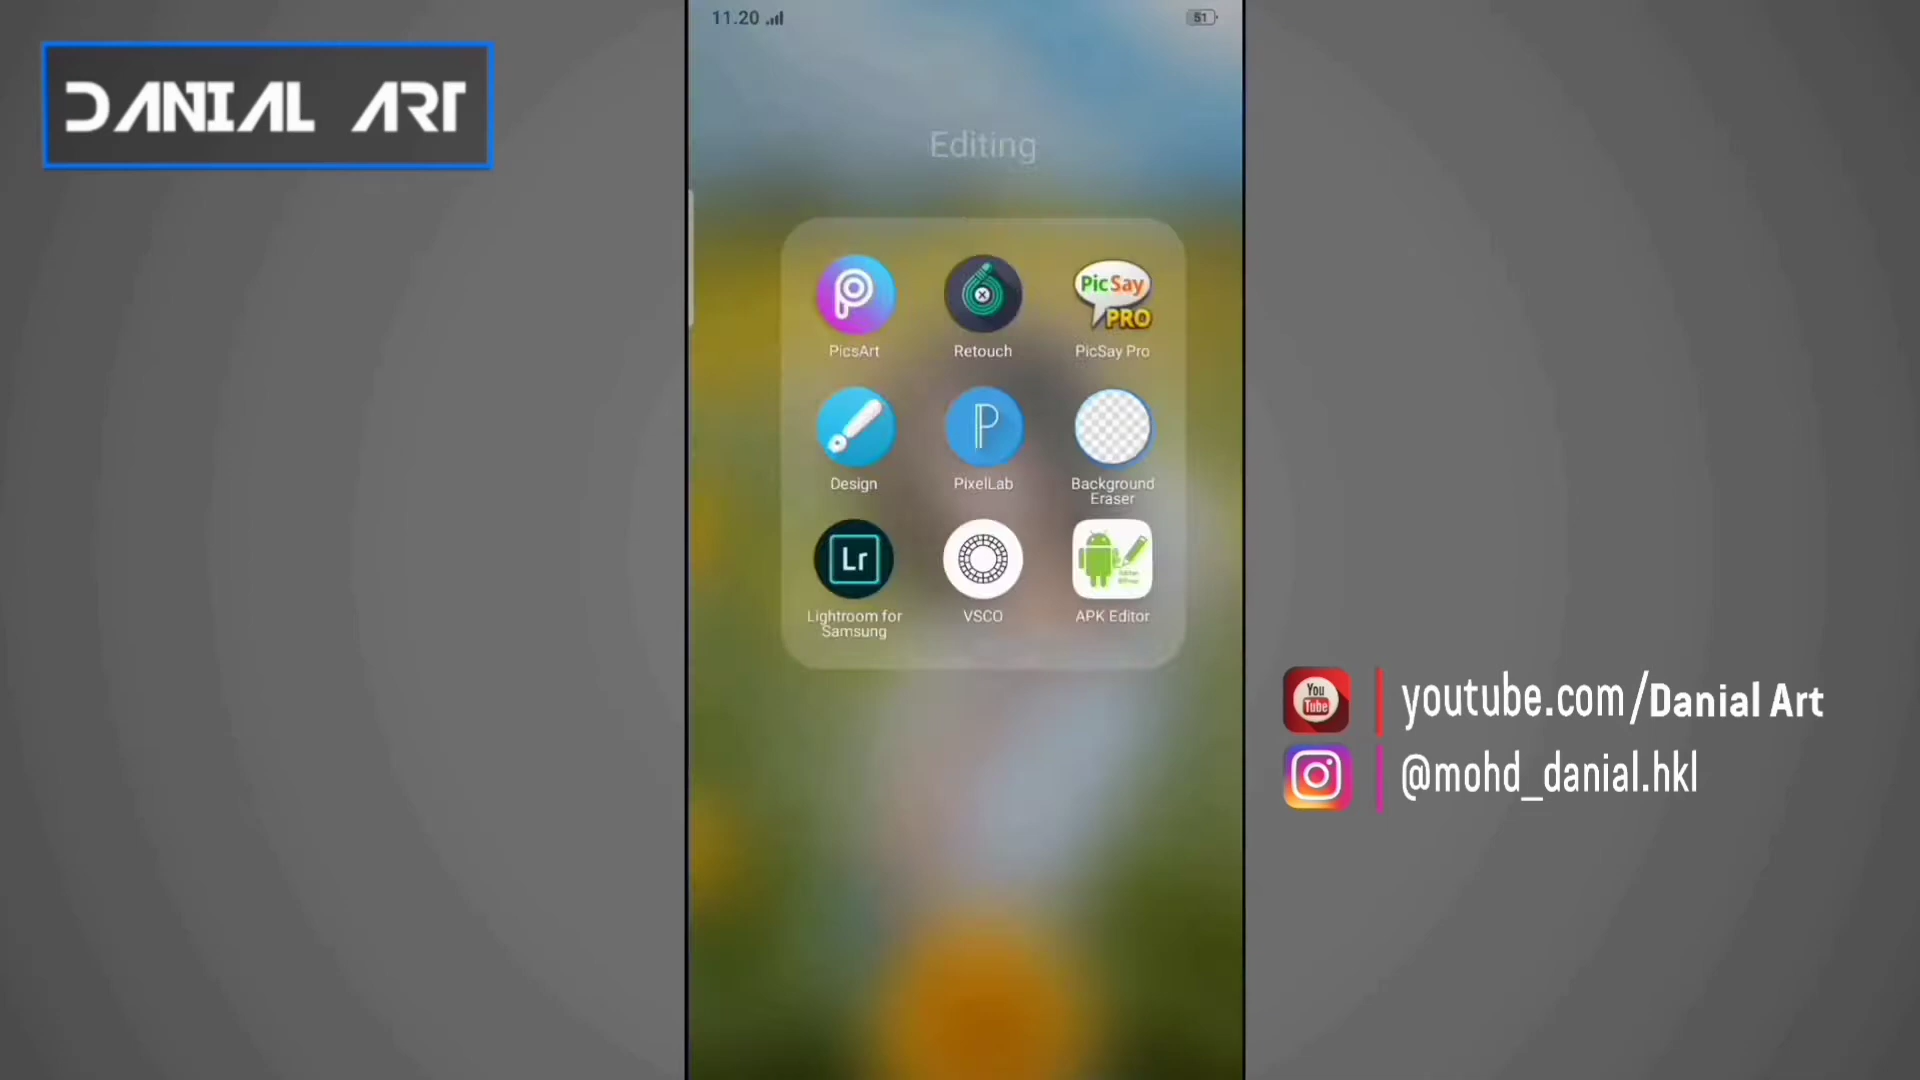 11.20
51
DANIAL ART
Editing
PicSay
PRO
PicsArt
Retouch
PicSay Pro
P
Design
PixelLab
Background
Eraser
Lr
Lightroom for
Samsung
VSCO
APK Editor
You
Tube
youtube.com/Danial Art
@mohd_danial.hkl